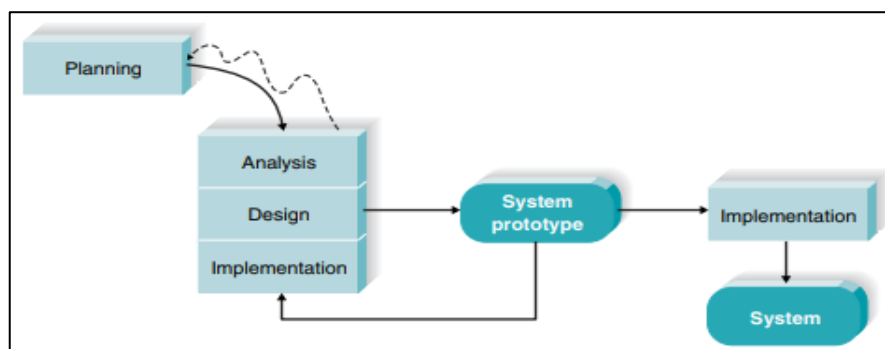 Planning
Analysis
Design
Implementation
System
prototype
Implementation
System